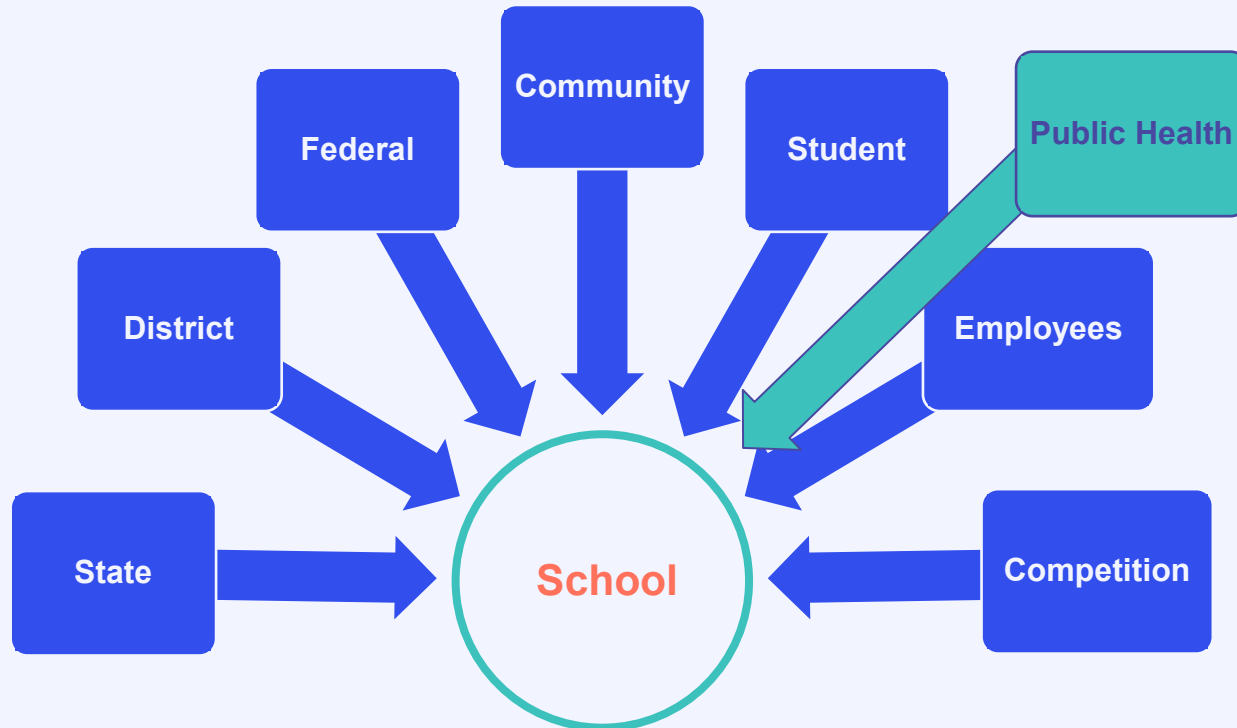 Community
Federal
Student
Public Health
District
Employees
State
School
Competition